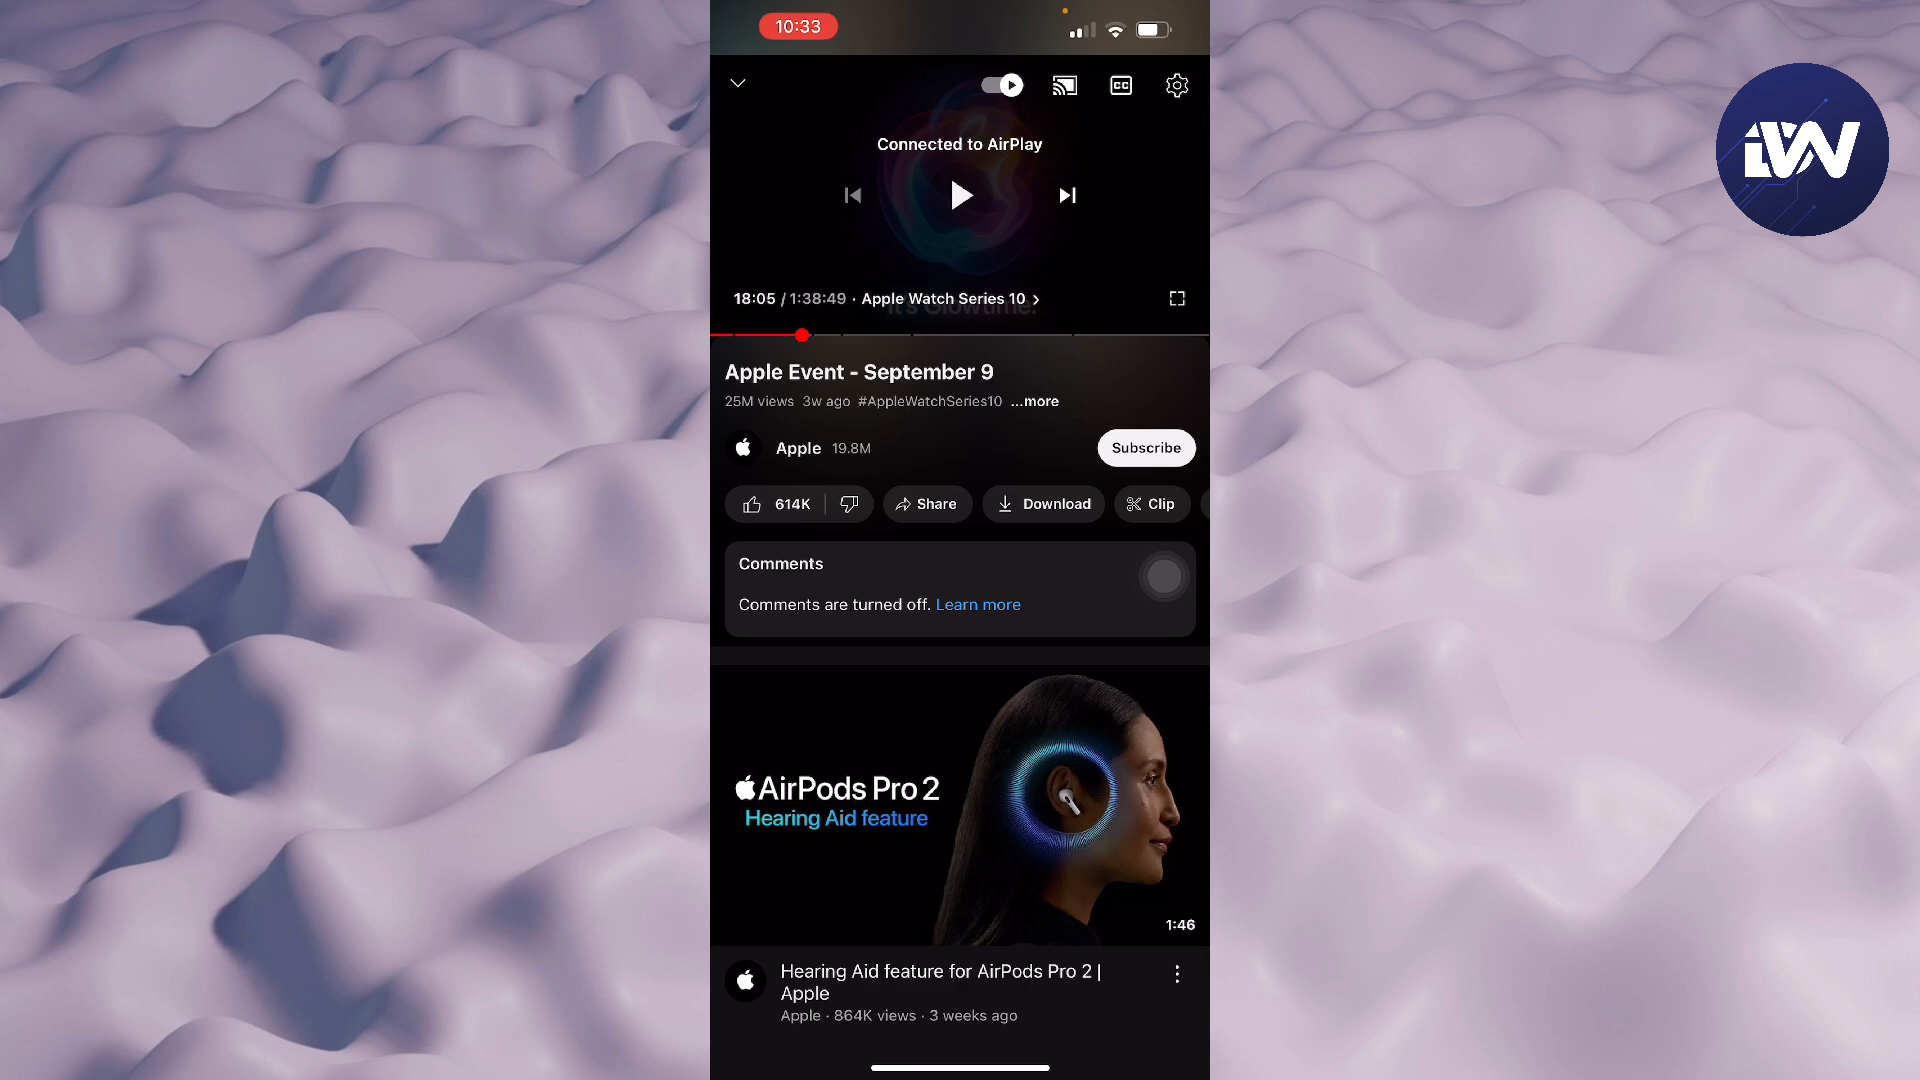 10:33
CC
Connected to AirPlay
18:05 / 1:38:49 · Apple Watch Series 10 >
It's Glowtime.
Apple Event - September 9
25M views 3w ago #AppleWatchSeries10 ...more
Apple 19.8M
Subscribe
614K
Share
Download
Clip
Comments
Comments are turned off. Learn more
AirPods Pro 2
Hearing Aid feature
1:46
Hearing Aid feature for AirPods Pro 2 |
Apple
Apple · 864K views · 3 weeks ago